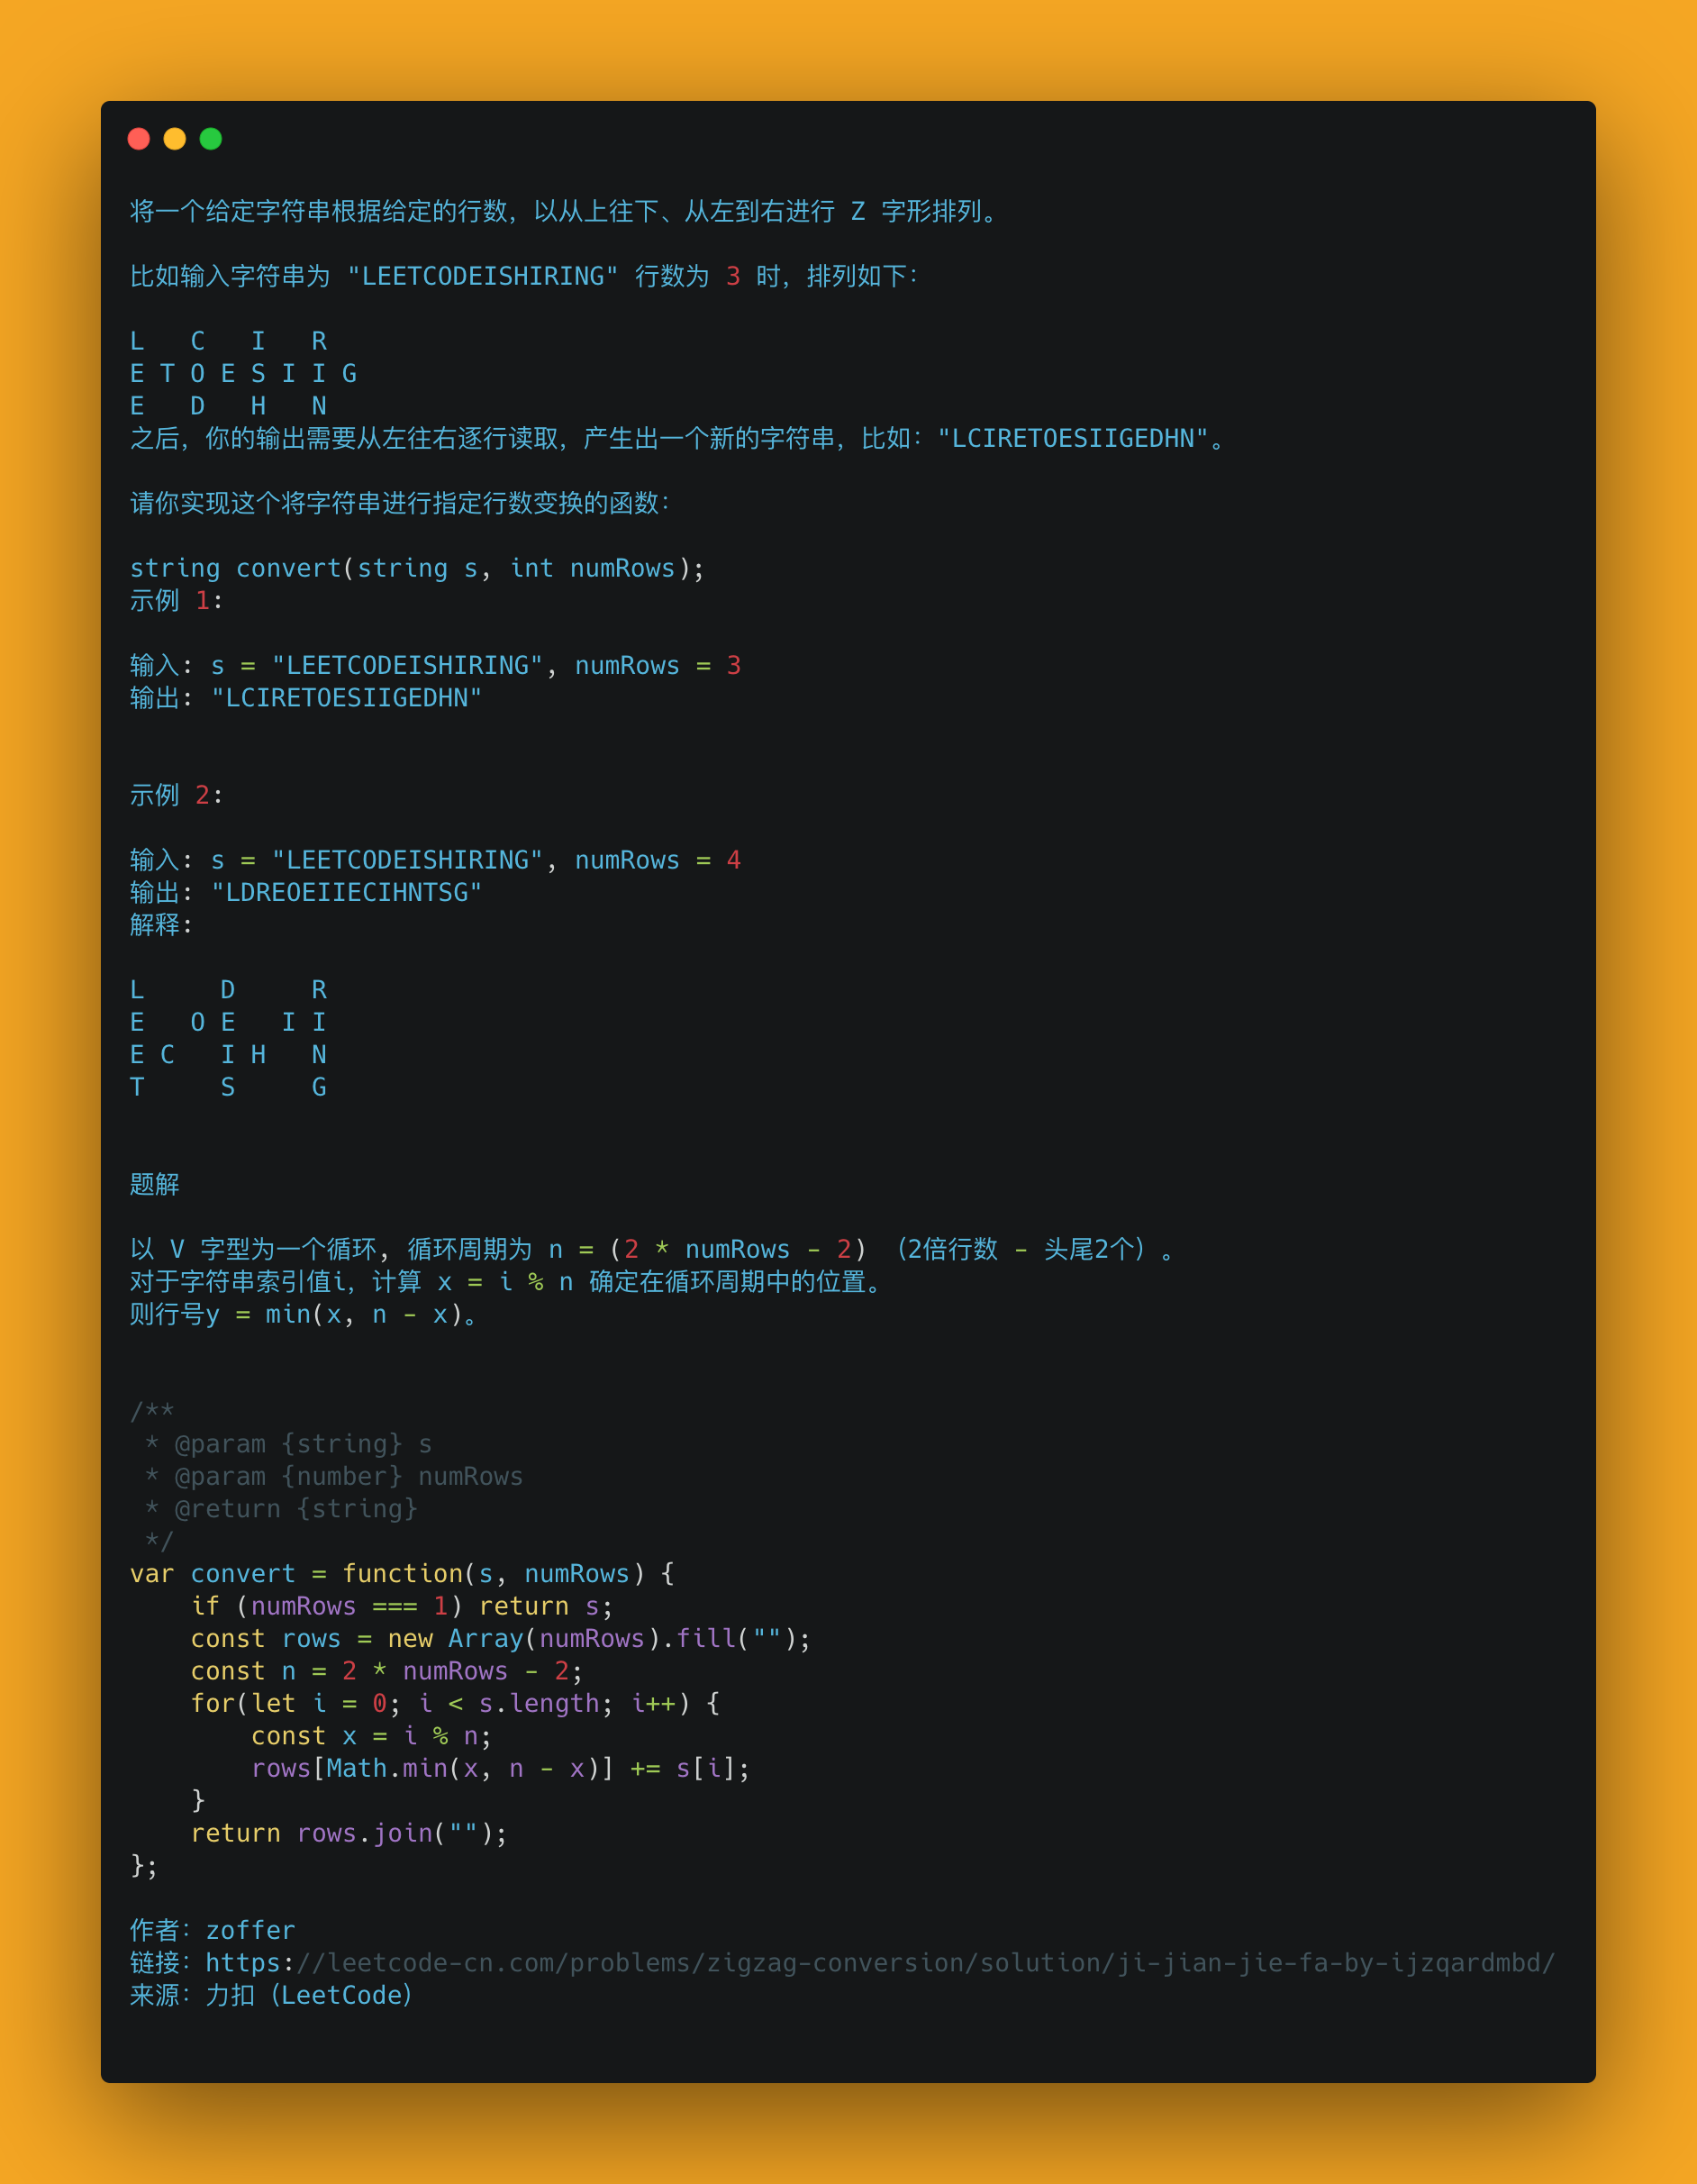 将一个给定字符串根据给定的行数，以从上往下、从左到右进行 Z 字形排列。
比如输入字符串为 "LEETCODEISHIRING" 行数为 3 时，排列如下：
L   C   I   R
E T O E S I I G
E   D   H   N
之后，你的输出需要从左往右逐行读取，产生出一个新的字符串，比如："LCIRETOESIIGEDHN"。
请你实现这个将字符串进行指定行数变换的函数：
string convert(string s, int numRows);
示例 1:
输入: s = "LEETCODEISHIRING", numRows = 3
输出: "LCIRETOESIIGEDHN"
示例 2:
输入: s = "LEETCODEISHIRING", numRows = 4
输出: "LDREOEIIECIHNTSG"
解释:
L     D     R
E   O E   I I
E C   I H   N
T     S     G
题解
以 V 字型为一个循环, 循环周期为 n = (2 * numRows - 2) （2倍行数 - 头尾2个）。
对于字符串索引值i，计算 x = i % n 确定在循环周期中的位置。
则行号y = min(x, n - x)。
/**
 * @param {string} s
 * @param {number} numRows
 * @return {string}
 */
var convert = function(s, numRows) {
    if (numRows === 1) return s;
    const rows = new Array(numRows).fill("");
    const n = 2 * numRows - 2;
    for(let i = 0; i < s.length; i++) {
        const x = i % n;
        rows[Math.min(x, n - x)] += s[i];
    }
    return rows.join("");
};
作者：zoffer
链接：https://leetcode-cn.com/problems/zigzag-conversion/solution/ji-jian-jie-fa-by-ijzqardmbd/
来源：力扣（LeetCode）